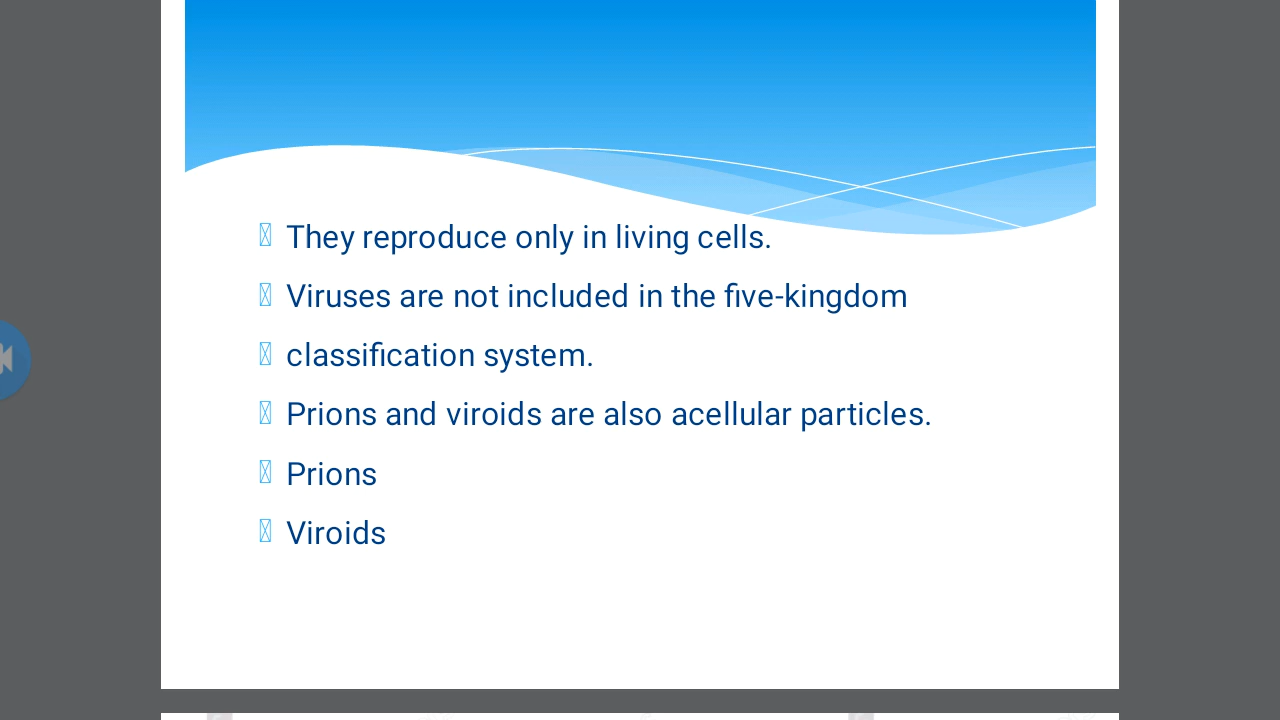 They reproduce only in living cells.
Viruses are not included in the five-kingdom
classification system.
Prions and viroids are also acellular particles.
Prions
Viroids